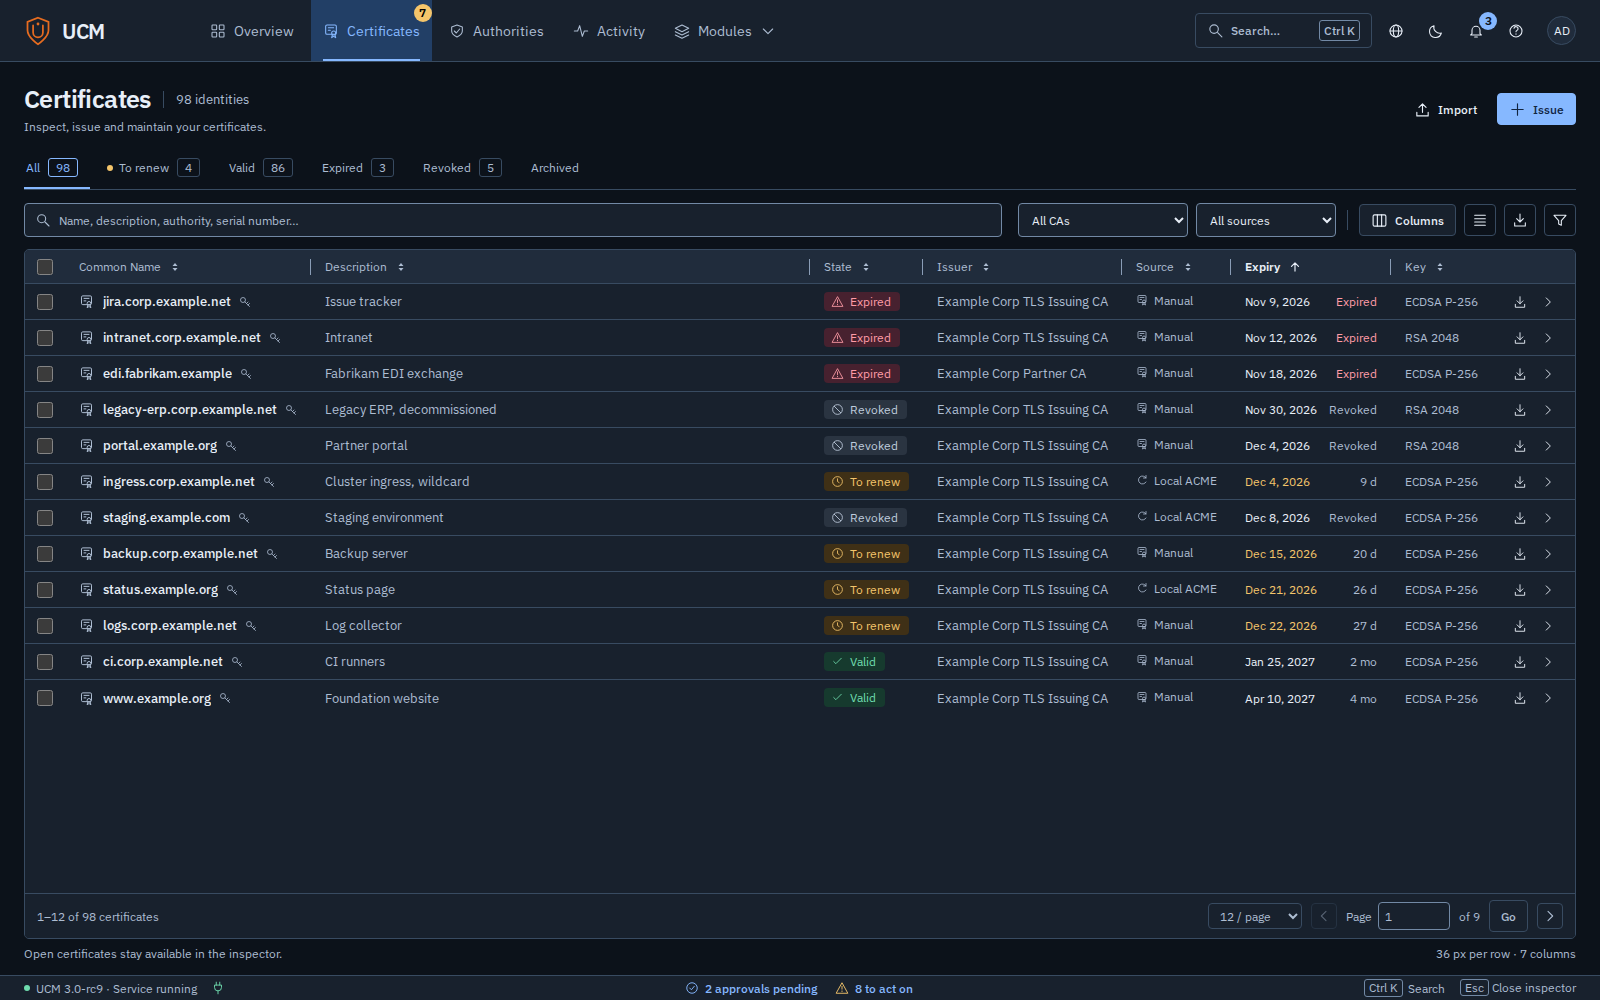 UCM
Overview
Certificates
7
Authorities
Activity
Modules
Search...
Ctrl K
3
AD
Certificates
98 identities
Inspect, issue and maintain your certificates.
Import
Issue
All 98
To renew 4
Valid 86
Expired 3
Revoked 5
Archived
Name, description, authority, serial number...
All CAs
All sources
Columns
Common Name Description State Issuer Source Expiry Key
jira.corp.example.net Issue tracker Expired Example Corp TLS Issuing CA Manual Nov 9, 2026 Expired ECDSA P-256
intranet.corp.example.net Intranet Expired Example Corp TLS Issuing CA Manual Nov 12, 2026 Expired RSA 2048
edi.fabrikam.example Fabrikam EDI exchange Expired Example Corp Partner CA Manual Nov 18, 2026 Expired ECDSA P-256
legacy-erp.corp.example.net Legacy ERP, decommissioned Revoked Example Corp TLS Issuing CA Manual Nov 30, 2026 Revoked RSA 2048
portal.example.org Partner portal Revoked Example Corp TLS Issuing CA Manual Dec 4, 2026 Revoked RSA 2048
ingress.corp.example.net Cluster ingress, wildcard To renew Example Corp TLS Issuing CA Local ACME Dec 4, 2026 9 d ECDSA P-256
staging.example.com Staging environment Revoked Example Corp TLS Issuing CA Local ACME Dec 8, 2026 Revoked ECDSA P-256
backup.corp.example.net Backup server To renew Example Corp TLS Issuing CA Manual Dec 15, 2026 20 d ECDSA P-256
status.example.org Status page To renew Example Corp TLS Issuing CA Local ACME Dec 21, 2026 26 d ECDSA P-256
logs.corp.example.net Log collector To renew Example Corp TLS Issuing CA Manual Dec 22, 2026 27 d ECDSA P-256
ci.corp.example.net CI runners Valid Example Corp TLS Issuing CA Manual Jan 25, 2027 2 mo ECDSA P-256
www.example.org Foundation website Valid Example Corp TLS Issuing CA Manual Apr 10, 2027 4 mo ECDSA P-256
1–12 of 98 certificates
12 / page
Page 1 of 9 Go
Open certificates stay available in the inspector.
36 px per row · 7 columns
UCM 3.0-rc9 · Service running
2 approvals pending
8 to act on
Ctrl K Search
Esc Close inspector